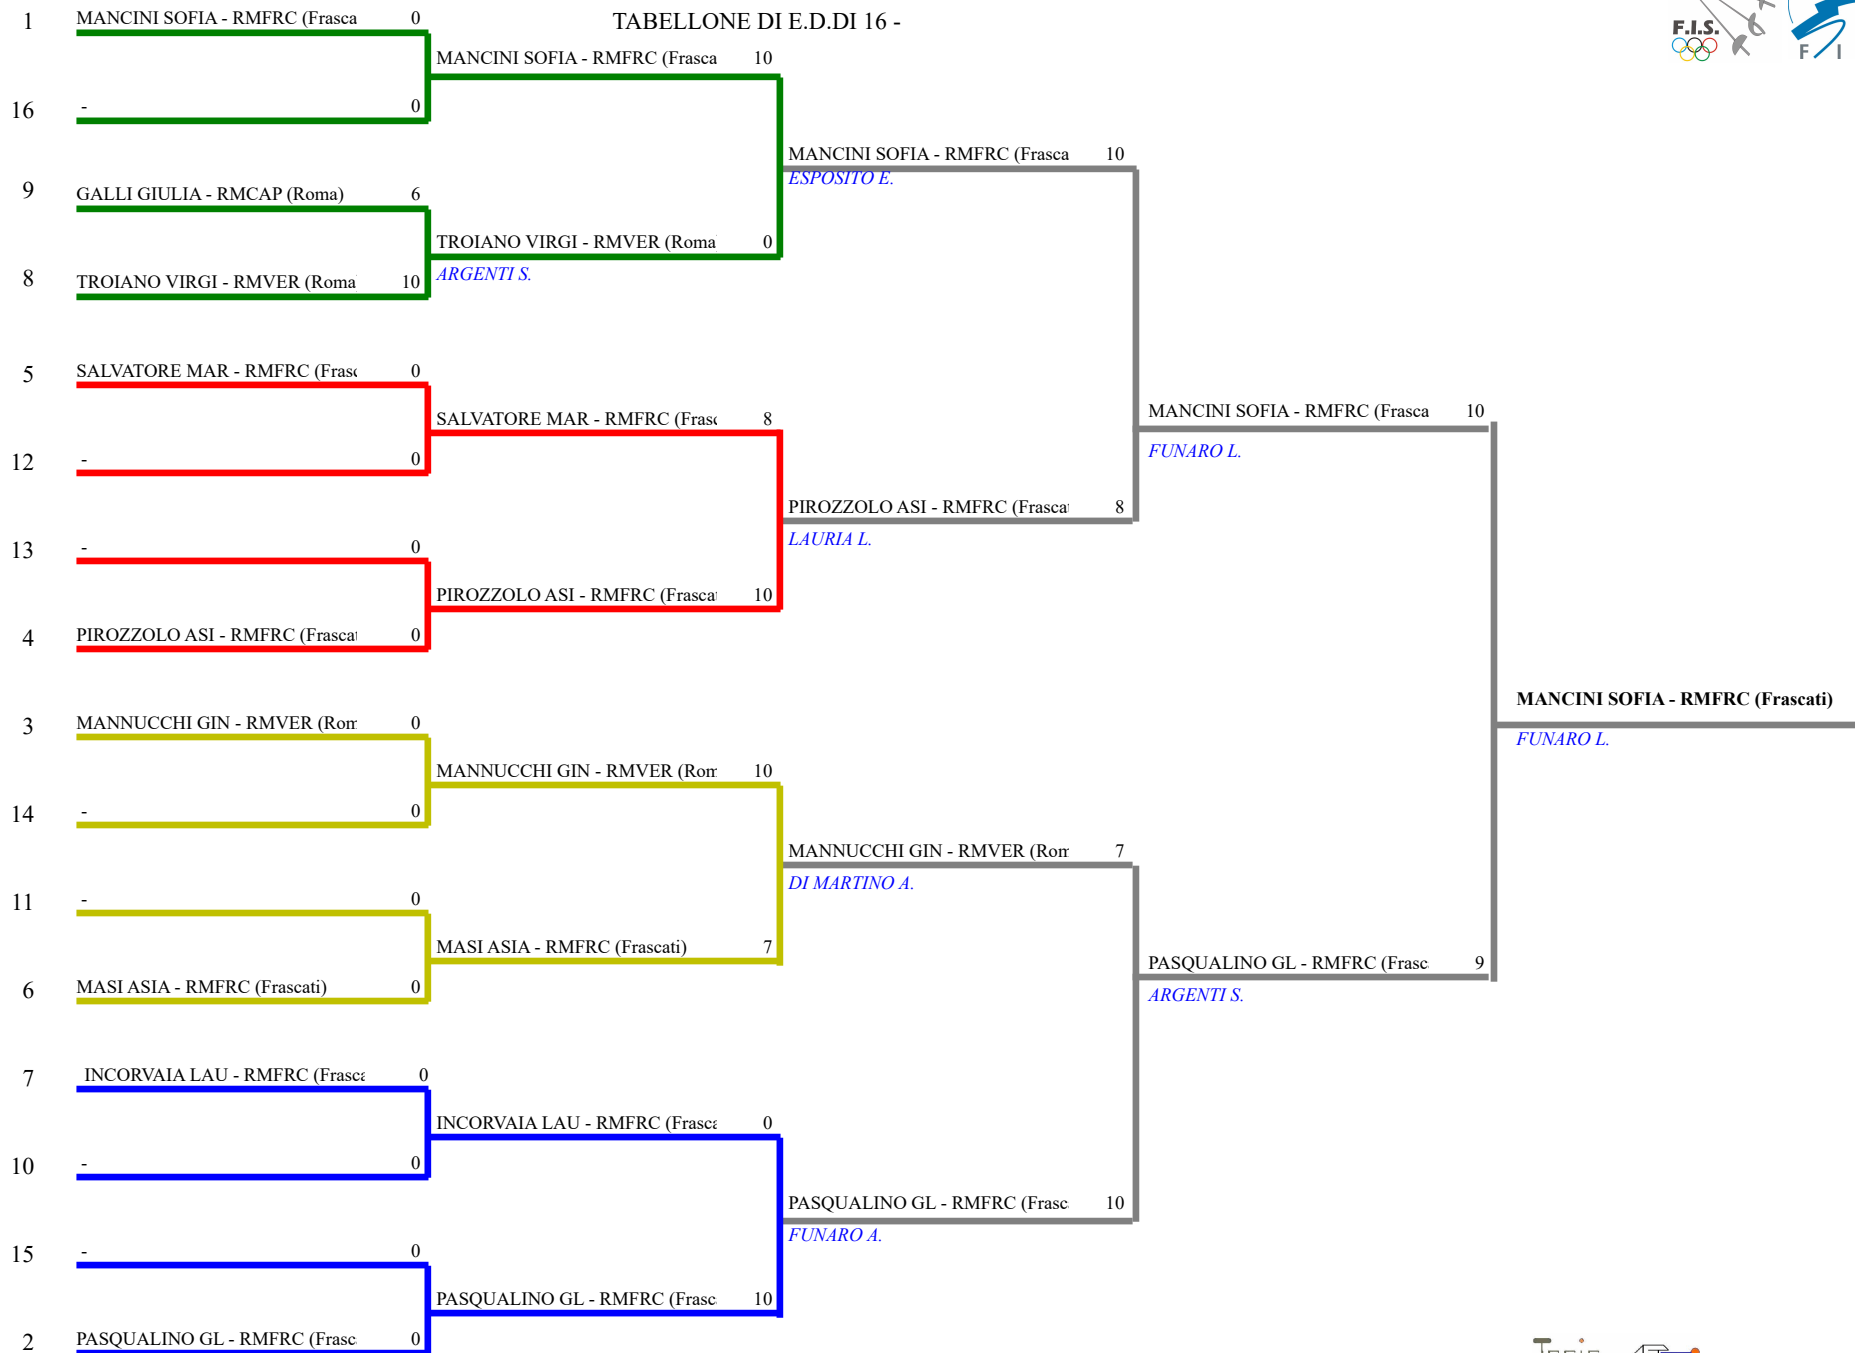 TABELLONE DI E.D.DI 16 -
F.I.S.
F I
1 MANCINI SOFIA - RMFRC (Frasca 0
MANCINI SOFIA - RMFRC (Frasca 10
16 - 0
MANCINI SOFIA - RMFRC (Frasca 10
ESPOSITO E.
9 GALLI GIULIA - RMCAP (Roma) 6
TROIANO VIRGI - RMVER (Roma 0
ARGENTI S.
8 TROIANO VIRGI - RMVER (Roma 10
5 SALVATORE MAR - RMFRC (Frasc 0
MANCINI SOFIA - RMFRC (Frasca 10
FUNARO L.
SALVATORE MAR - RMFRC (Frasc 8
12 - 0
PIROZZOLO ASI - RMFRC (Frascat 8
LAURIA L.
13 - 0
PIROZZOLO ASI - RMFRC (Frascat 10
4 PIROZZOLO ASI - RMFRC (Frascat 0
MANCINI SOFIA - RMFRC (Frascati)
FUNARO L.
3 MANNUCCHI GIN - RMVER (Rom 0
MANNUCCHI GIN - RMVER (Rom 10
14 - 0
MANNUCCHI GIN - RMVER (Rom 7
DI MARTINO A.
11 - 0
MASI ASIA - RMFRC (Frascati) 7
PASQUALINO GL - RMFRC (Frasc 9
ARGENTI S.
6 MASI ASIA - RMFRC (Frascati) 0
7 INCORVAIA LAU - RMFRC (Frasca 0
INCORVAIA LAU - RMFRC (Frasca 0
10 - 0
PASQUALINO GL - RMFRC (Frasc 10
FUNARO A.
15 - 0
PASQUALINO GL - RMFRC (Frasc 10
2 PASQUALINO GL - RMFRC (Frasc 0